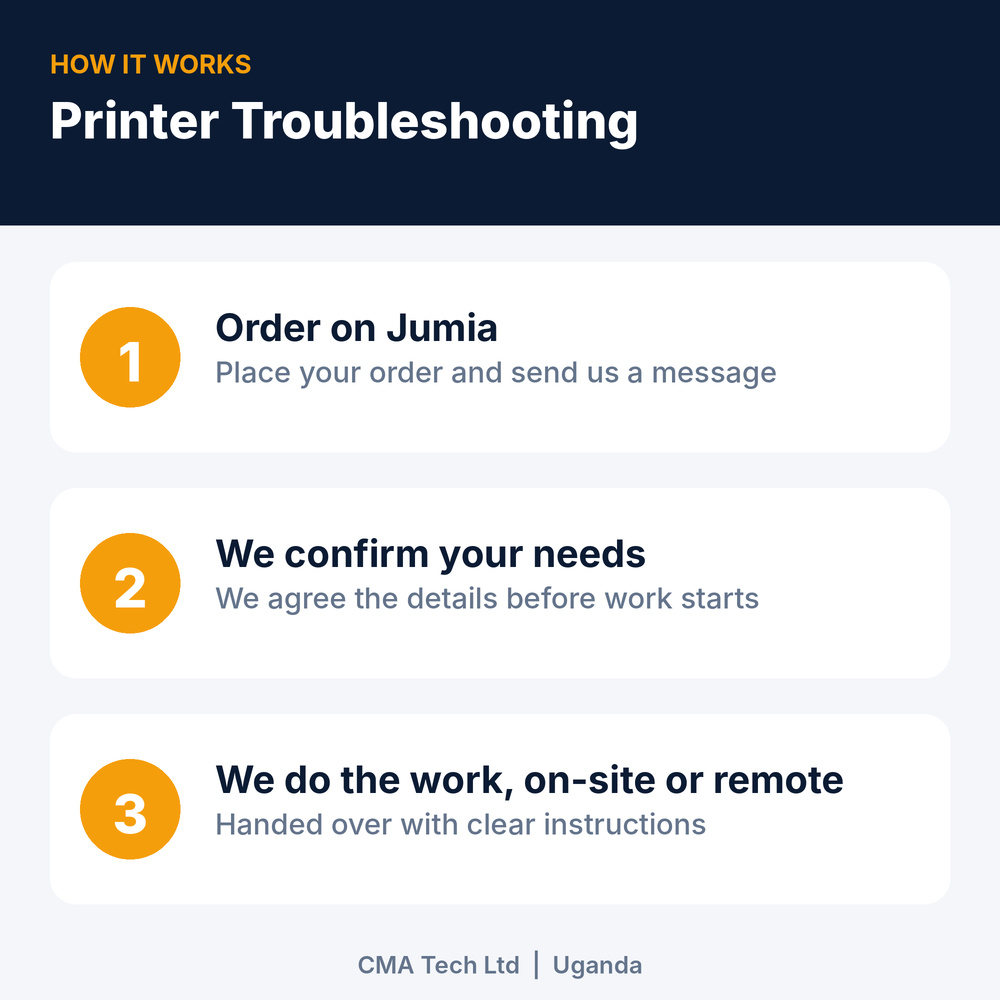 HOW IT WORKS
Printer Troubleshooting
1
Order on Jumia
Place your order and send us a message
2
We confirm your needs
We agree the details before work starts
3
We do the work, on-site or remote
Handed over with clear instructions
CMA Tech Ltd | Uganda